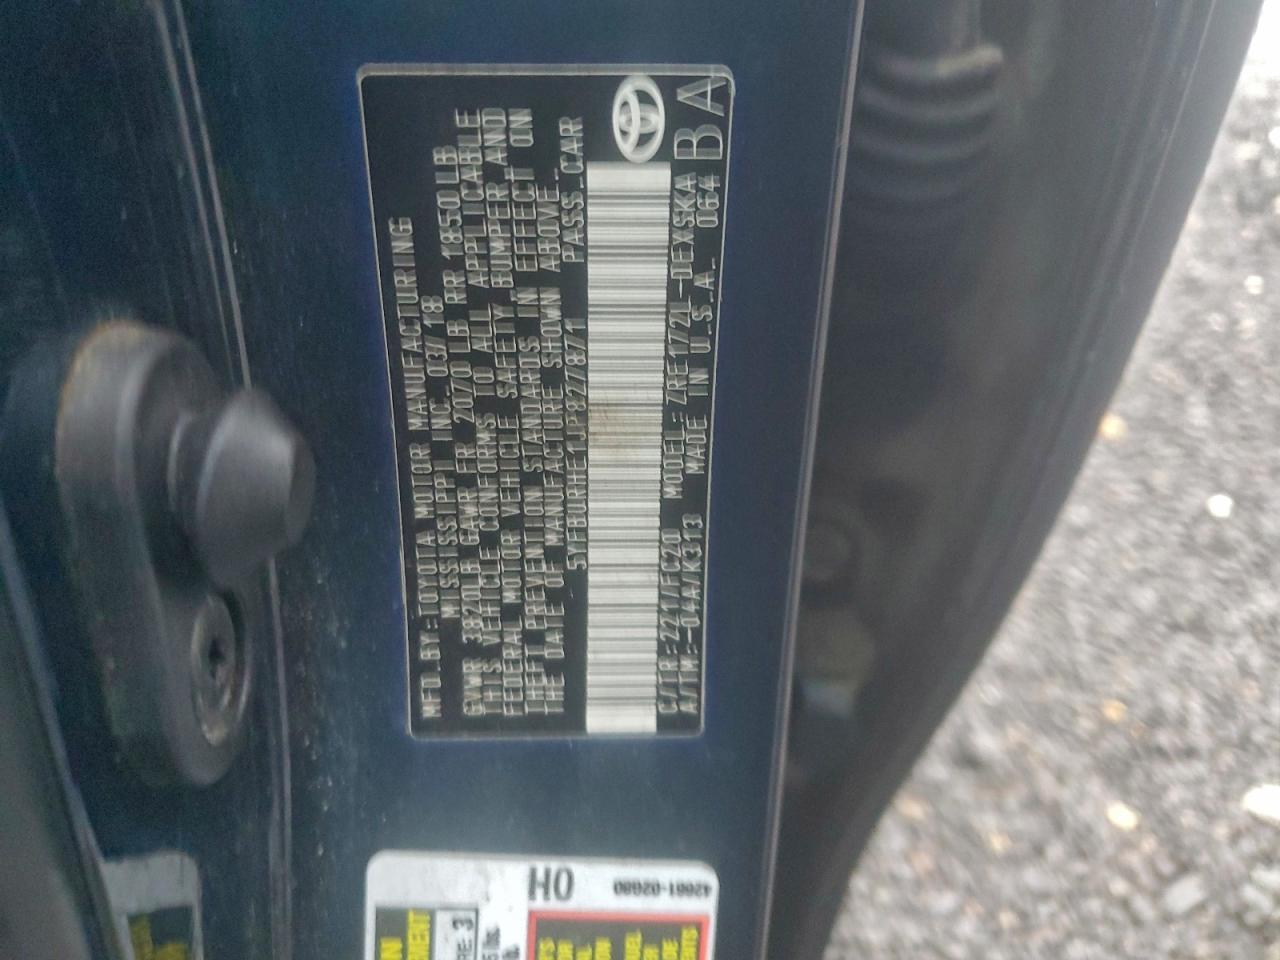 MFD.BY:TOYOTA MOTOR MANUFACTURING
MISSISSIPPI INC. 03/18
GVWR 3820LB GAWR FR 2070LB RR 1850LB
THIS VEHICLE CONFORMS TO ALL APPLICABLE
FEDERAL MOTOR VEHICLE SAFETY BUMPER AND
THEFT PREVENTION STANDARDS IN EFFECT ON
THE DATE OF MANUFACTURE SHOWN ABOVE.
5YFBURHE1JP827871 PASS.CAR
C/TR:221/FC20 MODEL:ZRE172L-DEXSKA
A/TM:-04A/K313 MADE IN U.S.A. 064
BA
HO
42661-02G80